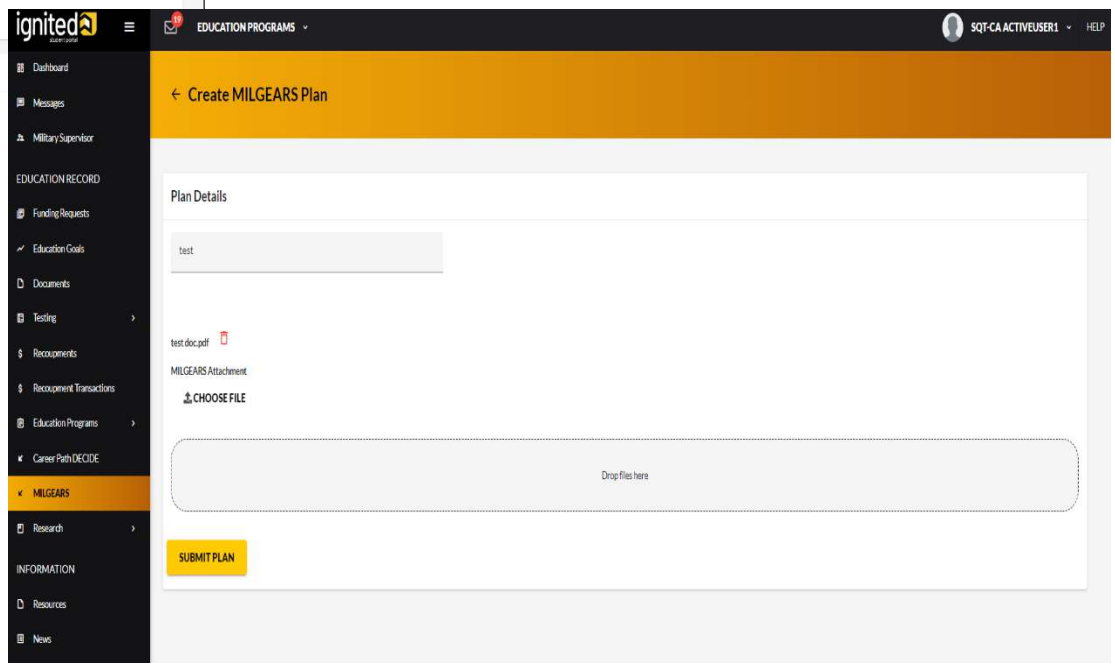 ignited
student portal
19
EDUCATION PROGRAMS
SQT-CA ACTIVEUSER1
HELP
Dashboard
Messages
Military Supervisor
EDUCATION RECORD
Funding Requests
Education Goals
Documents
Testing
$ Recoupments
$ Recoupment Transactions
Education Programs
Career Path DECIDE
MILGEARS
Research
INFORMATION
Resources
News
← Create MILGEARS Plan
Plan Details
test
test doc.pdf
MILGEARS Attachment
CHOOSE FILE
Drop files here
SUBMIT PLAN